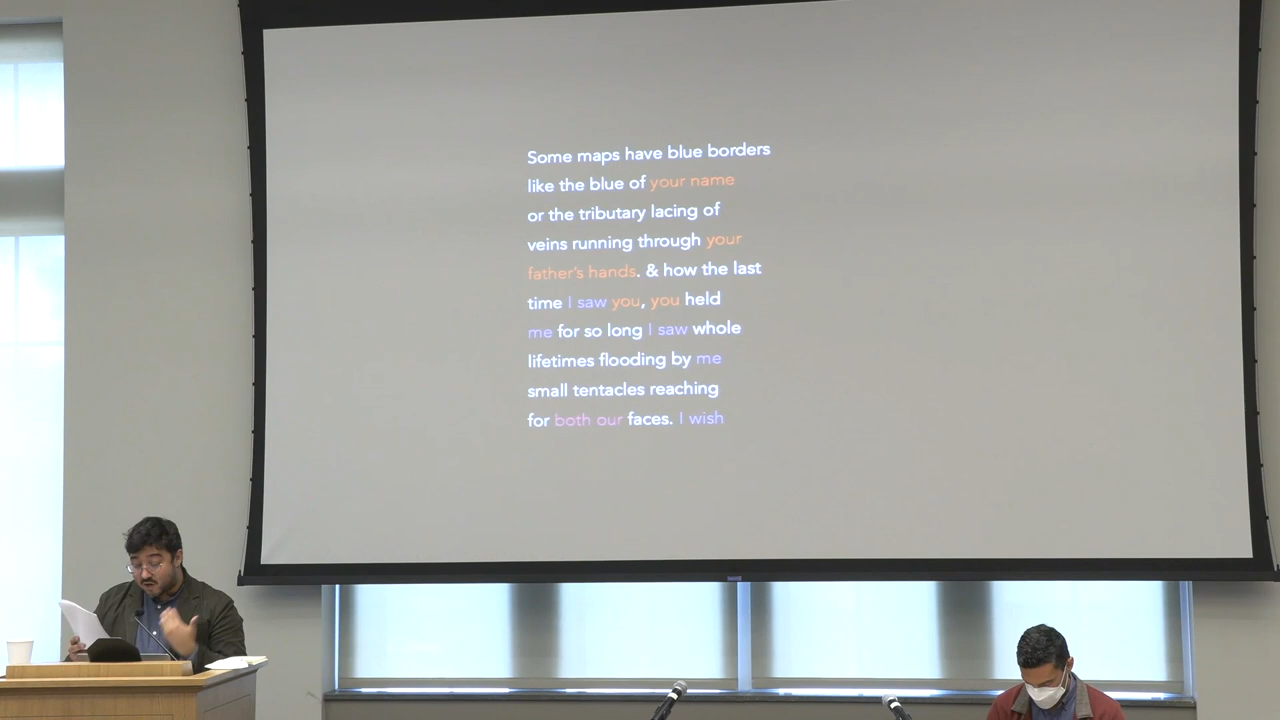 Some maps have blue borders
like the blue of your name
or the tributary lacing of
veins running through your
father's hands. & how the last
time I saw you, you held
me for so long I saw whole
lifetimes flooding by me
small tentacles reaching
for both our faces. I wish